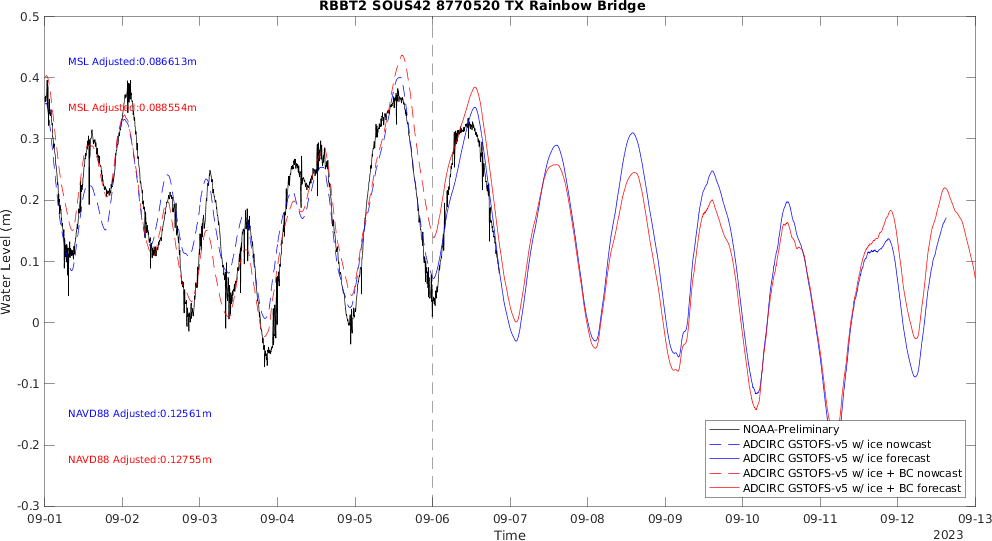 RBBT2 SOUS42 8770520 TX Rainbow Bridge
0.5
0.4
0.3
0.2
0.1
0
-0.1
-0.2
-0.3
Water Level (m)
MSL Adjusted:0.086613m
MSL Adjusted:0.088554m
NAVD88 Adjusted:0.12561m
NAVD88 Adjusted:0.12755m
NOAA-Preliminary
ADCIRC GSTOFS-v5 w/ ice nowcast
ADCIRC GSTOFS-v5 w/ ice forecast
ADCIRC GSTOFS-v5 w/ ice + BC nowcast
ADCIRC GSTOFS-v5 w/ ice + BC forecast
09-01 09-02 09-03 09-04 09-05 09-06 09-07 09-08 09-09 09-10 09-11 09-12 09-13
Time
2023